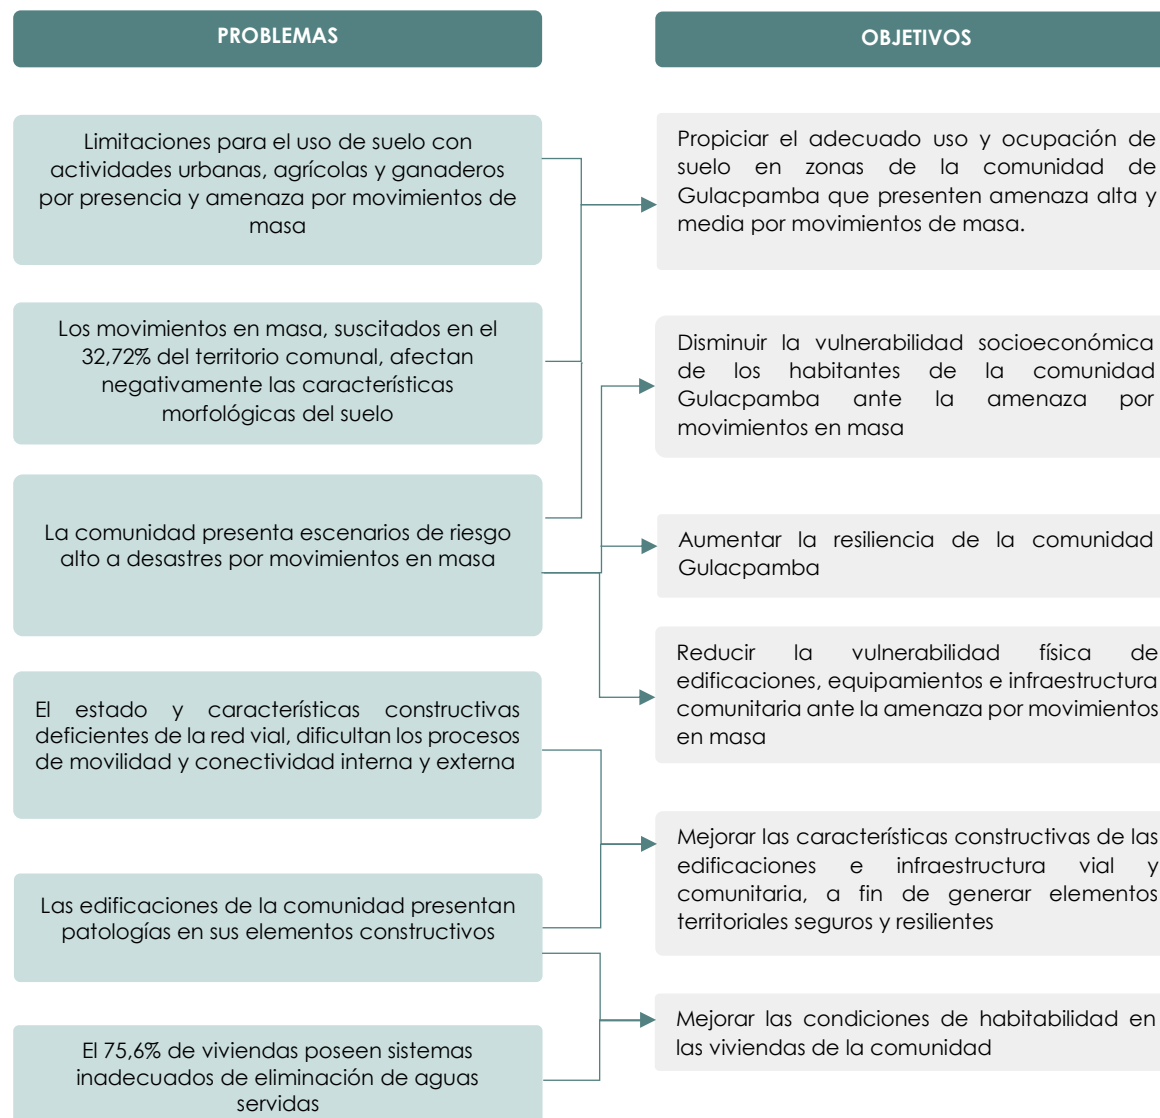 PROBLEMAS
Limitaciones para el uso de suelo con
actividades urbanas, agrícolas y ganaderos
por presencia y amenaza por movimientos de
masa
Los movimientos en masa, suscitados en el
32,72% del territorio comunal, afectan
negativamente las características
morfológicas del suelo
La comunidad presenta escenarios de riesgo
alto a desastres por movimientos en masa
El estado y características constructivas
deficientes de la red vial, dificultan los procesos
de movilidad y conectividad interna y externa
Las edificaciones de la comunidad presentan
patologías en sus elementos constructivos
El 75,6% de viviendas poseen sistemas
inadecuados de eliminación de aguas
servidas
OBJETIVOS
Propiciar el adecuado uso y ocupación de
suelo en zonas de la comunidad de
Gulacpamba que presenten amenaza alta y
media por movimientos de masa.
Disminuir la vulnerabilidad socioeconómica
de los habitantes de la comunidad
Gulacpamba ante la amenaza por
movimientos en masa
Aumentar la resiliencia de la comunidad
Gulacpamba
Reducir la vulnerabilidad física de
edificaciones, equipamientos e infraestructura
comunitaria ante la amenaza por movimientos
en masa
Mejorar las características constructivas de las
edificaciones e infraestructura vial y
comunitaria, a fin de generar elementos
territoriales seguros y resilientes
Mejorar las condiciones de habitabilidad en
las viviendas de la comunidad